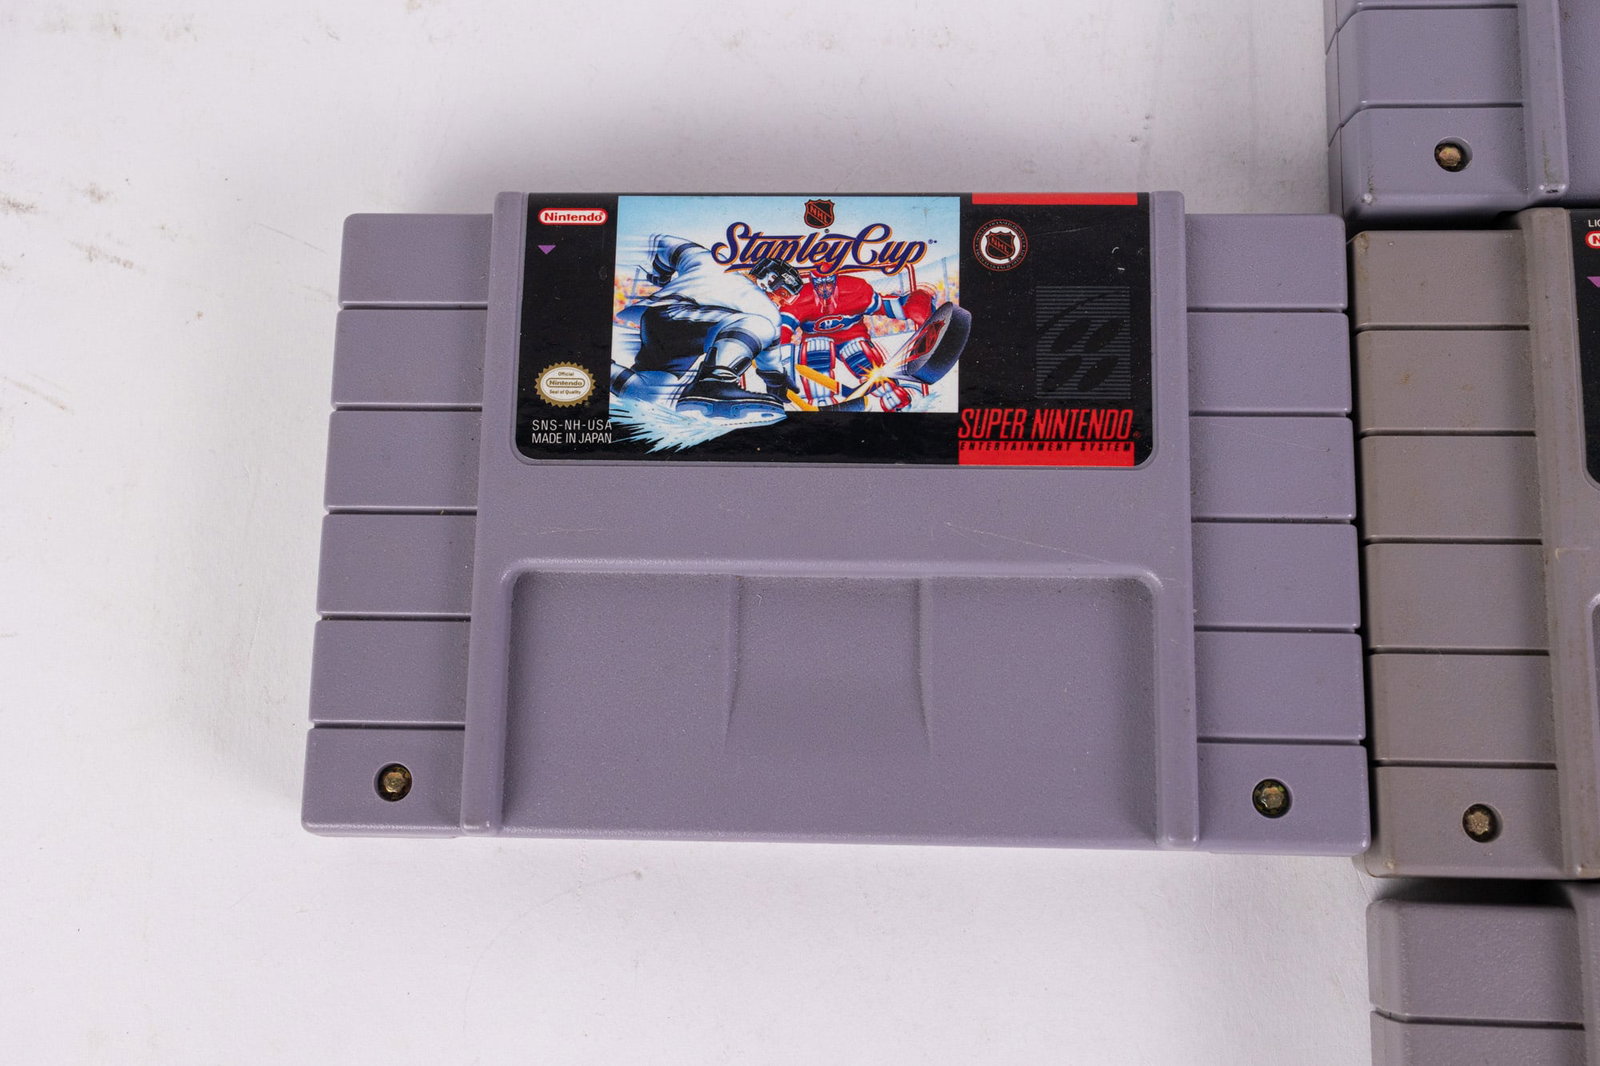 Nintendo®
NHL
Stanley Cup
NHL
Official
Nintendo
Seal of Quality
SNS-NH-USA
MADE IN JAPAN
SUPER NINTENDO
ENTERTAINMENT SYSTEM